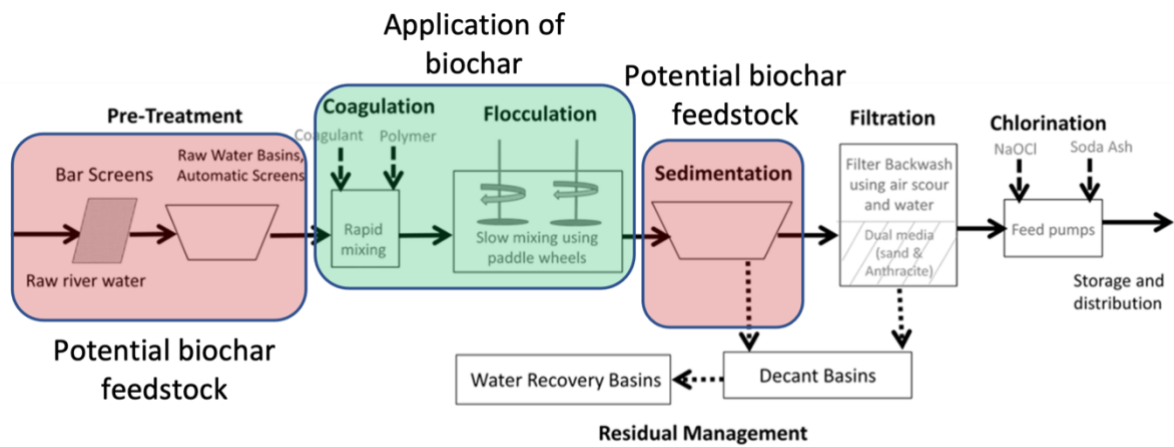 Application of
biochar
Potential biochar
feedstock
Pre-Treatment
Coagulation
Flocculation
Filtration
Chlorination
Coagulant
Polymer
NaOCl
Soda Ash
Bar Screens
Raw Water Basins,
Automatic Screens
Sedimentation
Filter Backwash
using air scour
and water
Rapid
mixing
Slow mixing using
paddle wheels
Dual media
(sand &
Anthracite)
Feed pumps
Raw river water
Storage and
distribution
Potential biochar
feedstock
Water Recovery Basins
Decant Basins
Residual Management